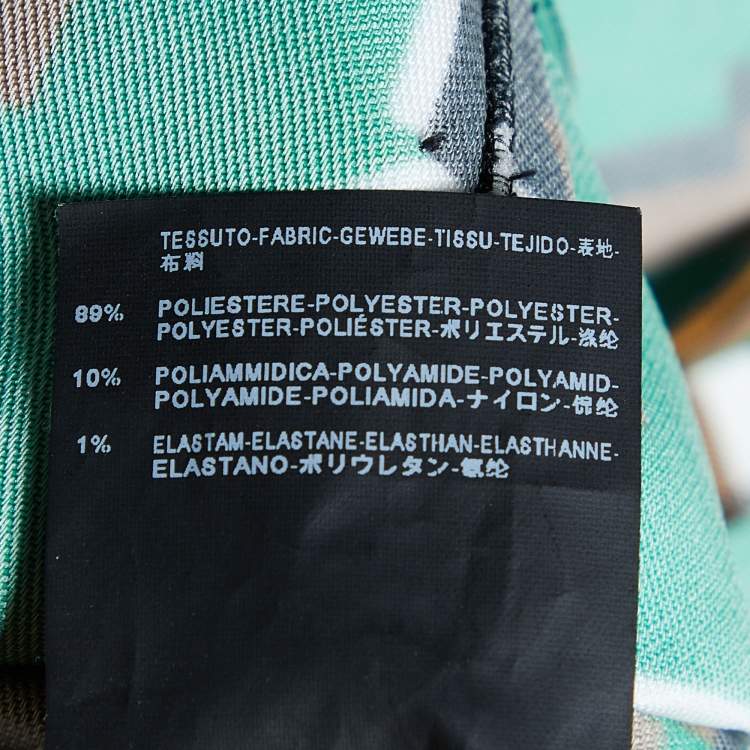 TESSUTO-FABRIC-GEWEBE-TISSU-TEJIDO-表地-
布料
89% POLIESTERE-POLYESTER-POLYESTER-
POLYESTER-POLIÉSTER-ポリエステル-涤纶
10% POLIAMMIDICA-POLYAMIDE-POLYAMID-
POLYAMIDE-POLIAMIDA-ナイロン-锦纶
1% ELASTAM-ELASTANE-ELASTHAN-ELASTHANNE-
ELASTANO-ポリウレタン-氨纶